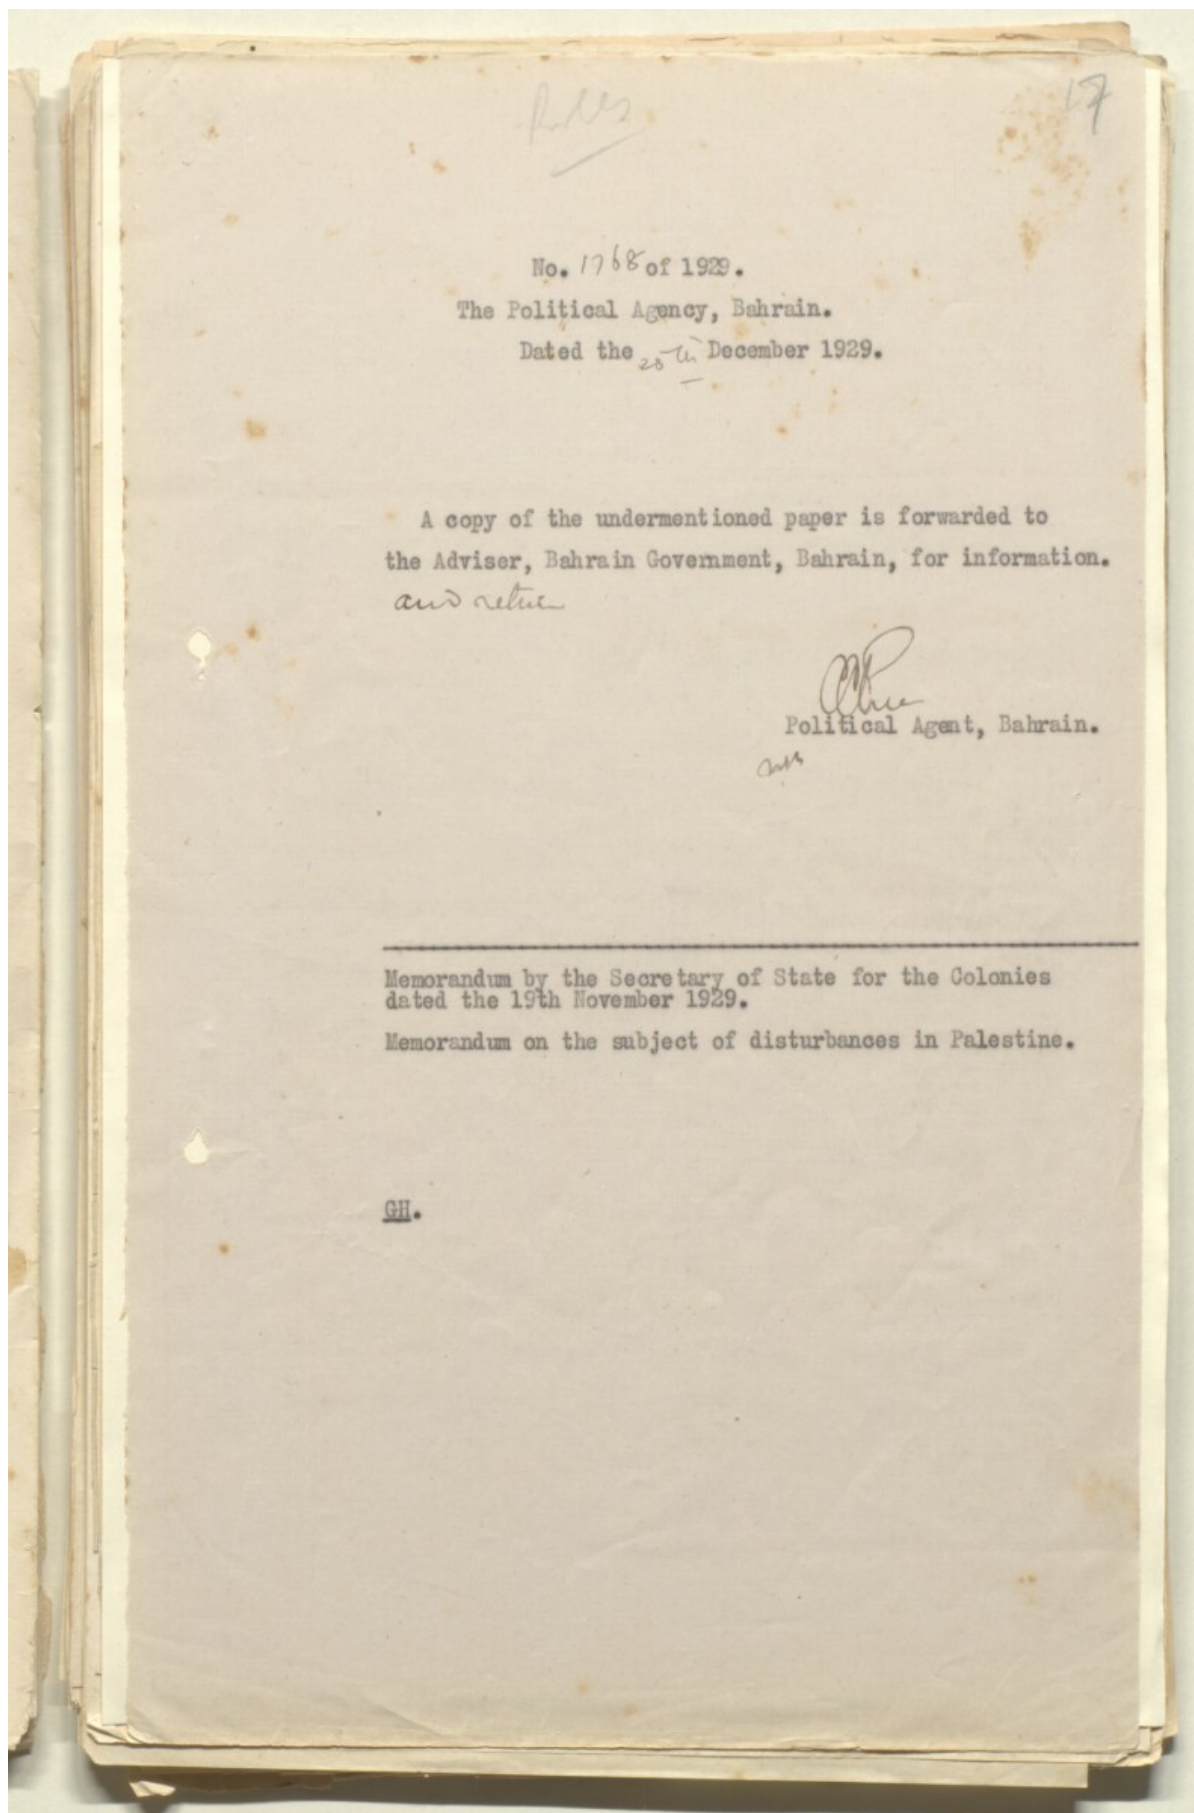 17
No. 1768 of 1929.
The Political Agency, Bahrain.
Dated the December 1929.
A copy of the undermentioned paper is forwarded to
the Adviser, Bahrain Government, Bahrain, for information.
and return
Political Agent, Bahrain.
Memorandum by the Secretary of State for the Colonies
dated the 19th November 1929.
Memorandum on the subject of disturbances in Palestine.
GH.